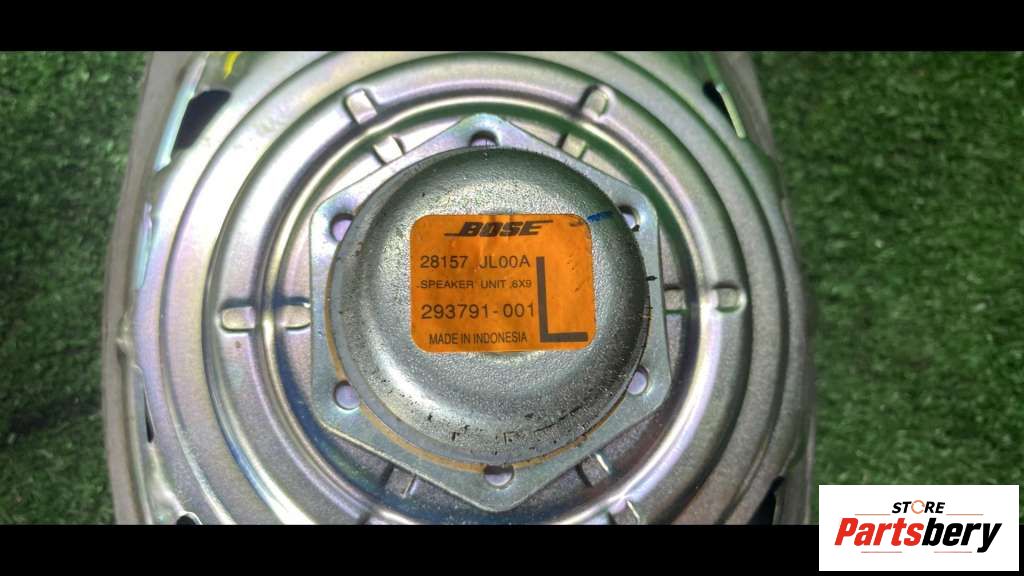 BOSE
28157 JL00A
SPEAKER UNIT 6X9
293791-001
L
MADE IN INDONESIA
STORE
Partsbery